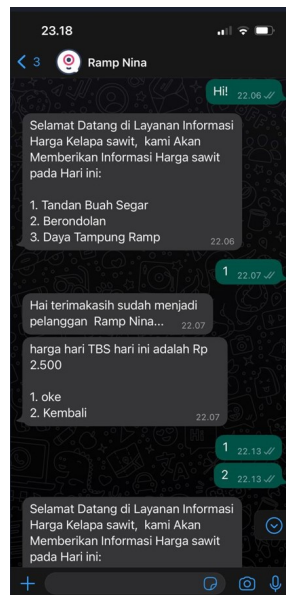 23.18
3
Ramp Nina
Hi! 22.06
Selamat Datang di Layanan Informasi
Harga Kelapa sawit, kami Akan
Memberikan Informasi Harga sawit
pada Hari ini:
1. Tandan Buah Segar
2. Berondolan
3. Daya Tampung Ramp
22.06
1 22.07
Hai terimakasih sudah menjadi
pelanggan Ramp Nina...
22.07
harga hari TBS hari ini adalah Rp
2.500
1. oke
2. Kembali
22.07
1 22.13
2 22.13
Selamat Datang di Layanan Informasi
Harga Kelapa sawit, kami Akan
Memberikan Informasi Harga sawit
pada Hari ini: